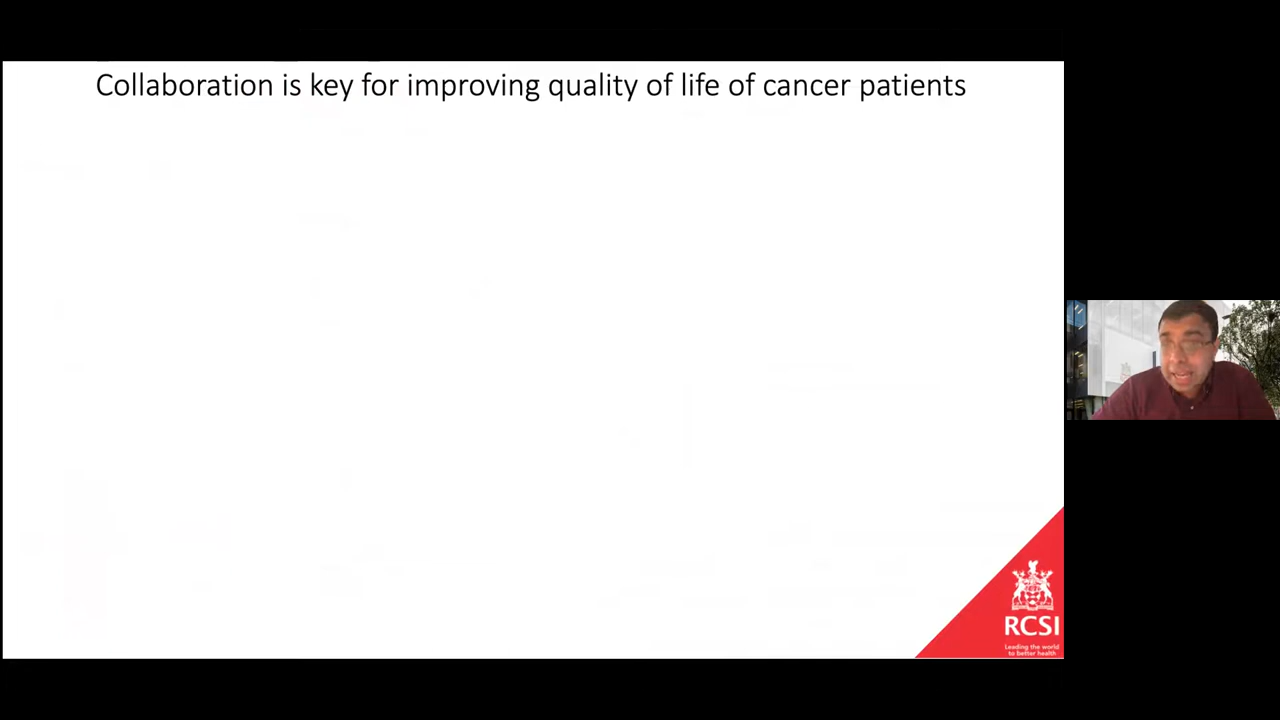 Collaboration is key for improving quality of life of cancer patients
RCSI
Leading the world
to better health